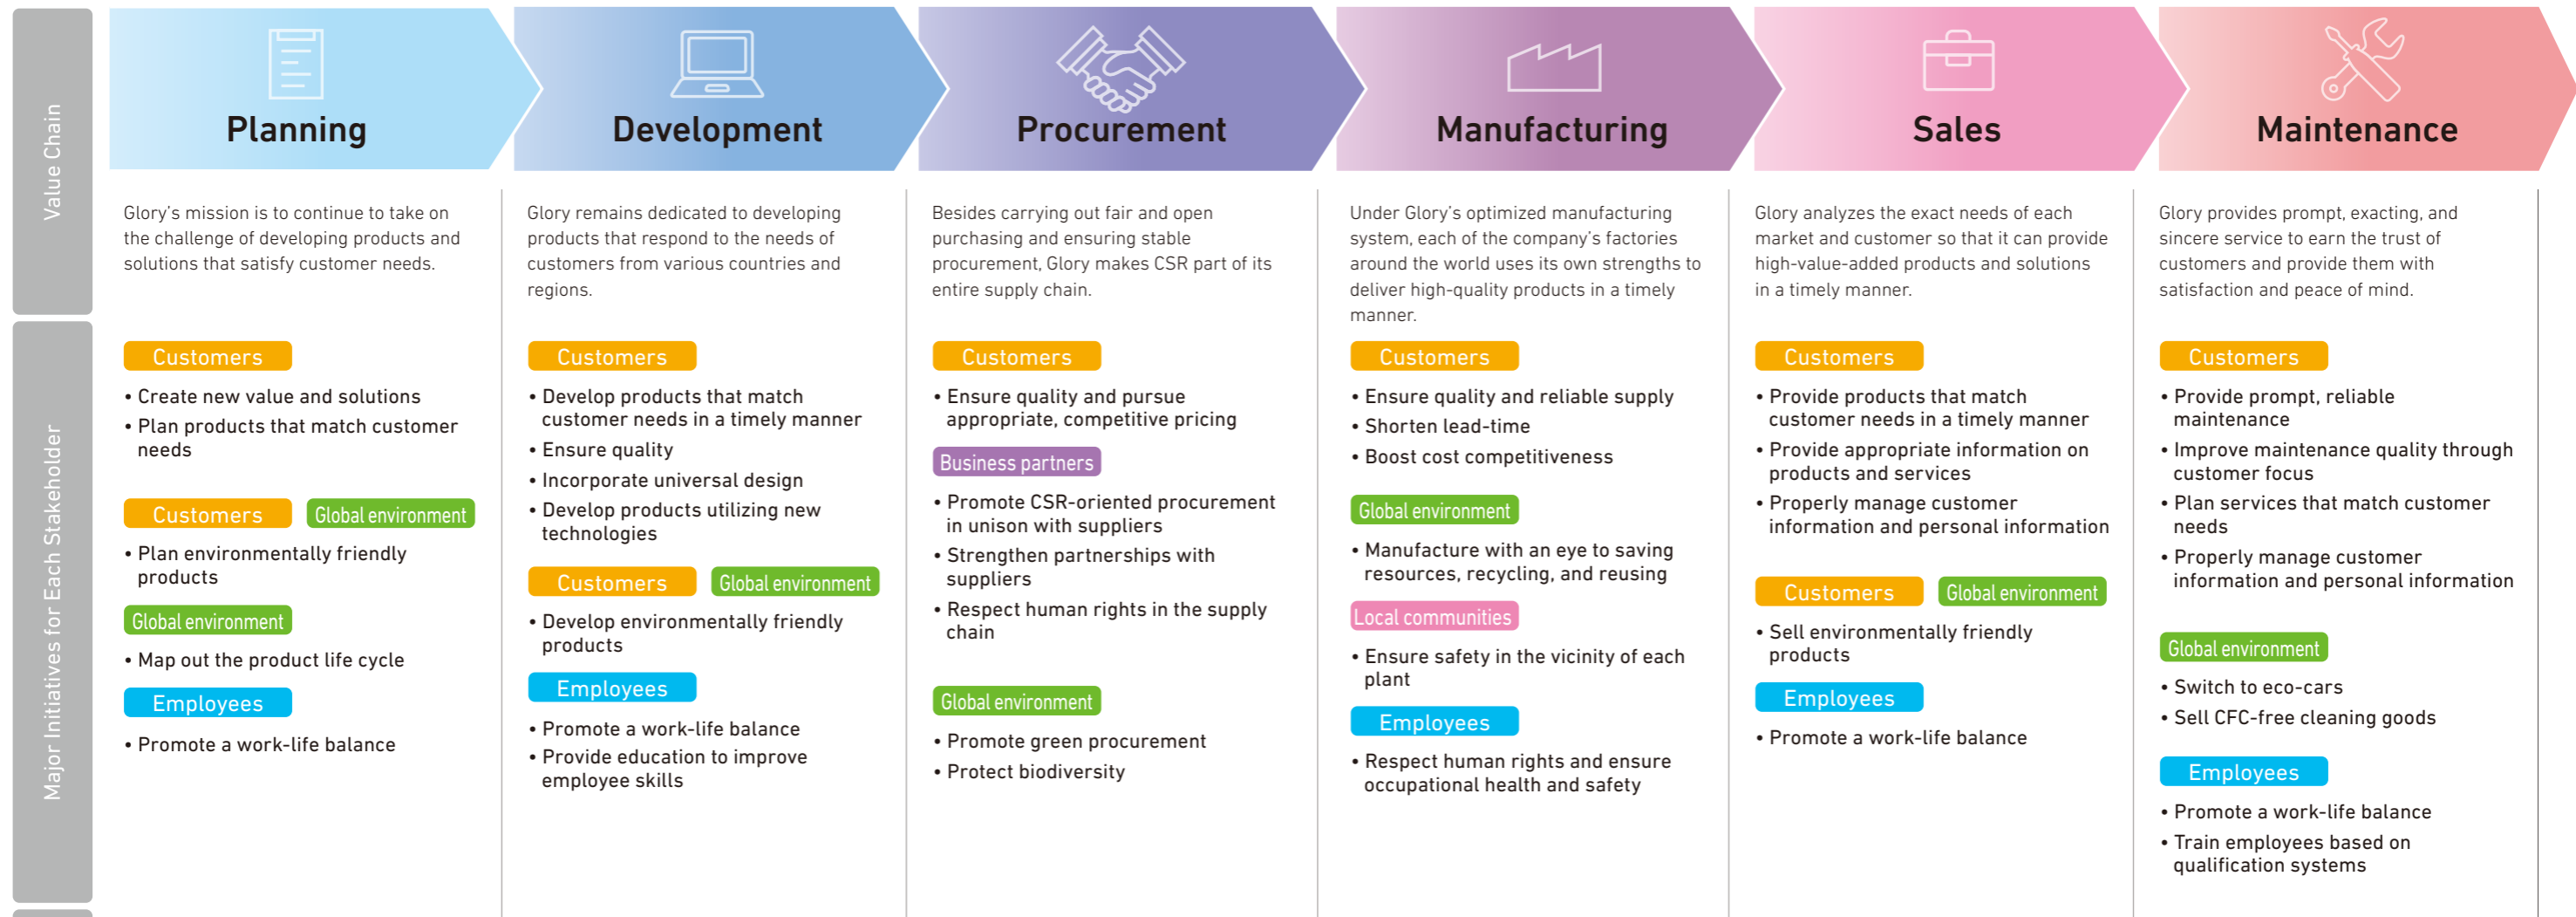 Value Chain
Planning
Glory's mission is to continue to take on
the challenge of developing products and
solutions that satisfy customer needs.
Development
Glory remains dedicated to developing
products that respond to the needs of
customers from various countries and
regions.
Procurement
Besides carrying out fair and open
purchasing and ensuring stable
procurement, Glory makes CSR part of its
entire supply chain.
Manufacturing
Under Glory's optimized manufacturing
system, each of the company's factories
around the world uses its own strengths to
deliver high-quality products in a timely
manner.
Sales
Glory analyzes the exact needs of each
market and customer so that it can provide
high-value-added products and solutions
in a timely manner.
Maintenance
Glory provides prompt, exacting, and
sincere service to earn the trust of
customers and provide them with
satisfaction and peace of mind.
Major Initiatives for Each Stakeholder
Customers
• Create new value and solutions
• Plan products that match customer
needs
Customers Global environment
• Plan environmentally friendly
products
Global environment
• Map out the product life cycle
Employees
• Promote a work-life balance
Customers
• Develop products that match
customer needs in a timely manner
• Ensure quality
• Incorporate universal design
• Develop products utilizing new
technologies
Customers Global environment
• Develop environmentally friendly
products
Employees
• Promote a work-life balance
• Provide education to improve
employee skills
Customers
• Ensure quality and pursue
appropriate, competitive pricing
Business partners
• Promote CSR-oriented procurement
in unison with suppliers
• Strengthen partnerships with
suppliers
• Respect human rights in the supply
chain
Global environment
• Promote green procurement
• Protect biodiversity
Customers
• Ensure quality and reliable supply
• Shorten lead-time
• Boost cost competitiveness
Global environment
• Manufacture with an eye to saving
resources, recycling, and reusing
Local communities
• Ensure safety in the vicinity of each
plant
Employees
• Respect human rights and ensure
occupational health and safety
Customers
• Provide products that match
customer needs in a timely manner
• Provide appropriate information on
products and services
• Properly manage customer
information and personal information
Customers Global environment
• Sell environmentally friendly
products
Employees
• Promote a work-life balance
Customers
• Provide prompt, reliable
maintenance
• Improve maintenance quality through
customer focus
• Plan services that match customer
needs
• Properly manage customer
information and personal information
Global environment
• Switch to eco-cars
• Sell CFC-free cleaning goods
Employees
• Promote a work-life balance
• Train employees based on
qualification systems